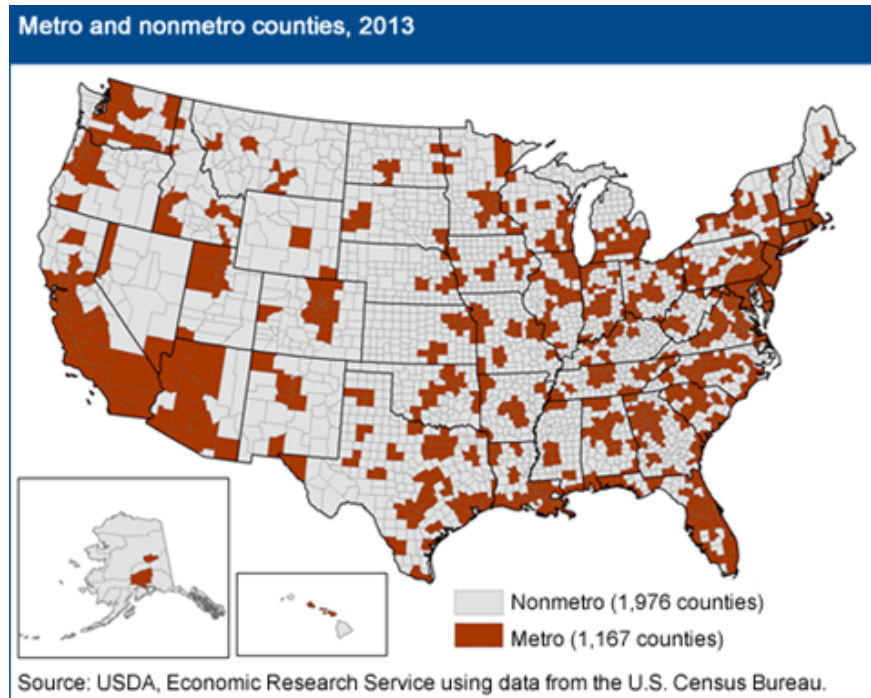 Metro and nonmetro counties, 2013
Nonmetro (1,976 counties)
Metro (1,167 counties)
Source: USDA, Economic Research Service using data from the U.S. Census Bureau.